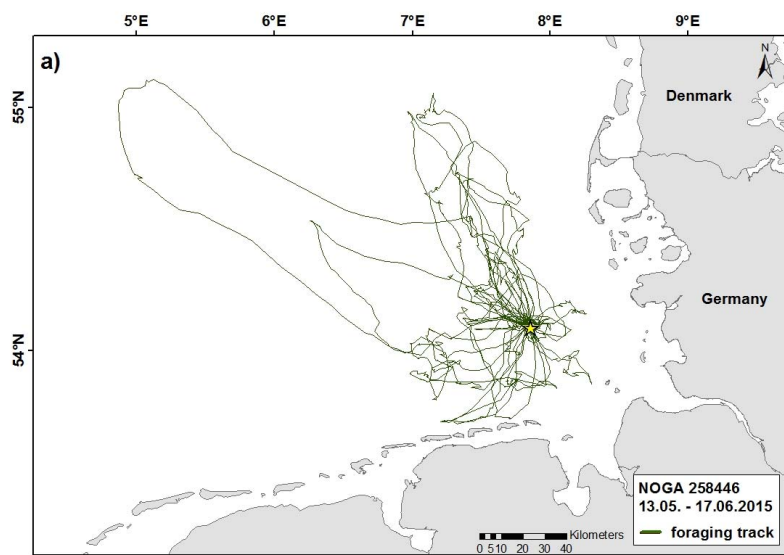 5°E 6°E 7°E 8°E 9°E
a)
N
55°N
Denmark
Germany
54°N
NOGA 258446
13.05. - 17.06.2015
foraging track
Kilometers
0 5 10 20 30 40